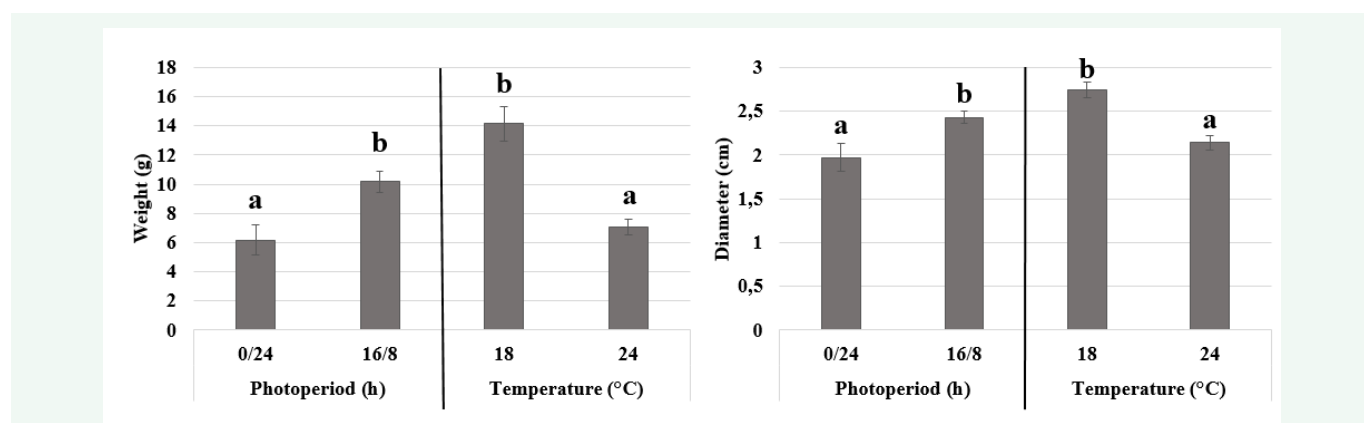 18
16
14
12
10
8
6
4
2
0
Weight (g)
a
b
b
a
0/24
16/8
18
24
Photoperiod (h)
Temperature (°C)
3
2,5
2
1,5
1
0,5
0
Diameter (cm)
a
b
b
a
0/24
16/8
18
24
Photoperiod (h)
Temperature (°C)